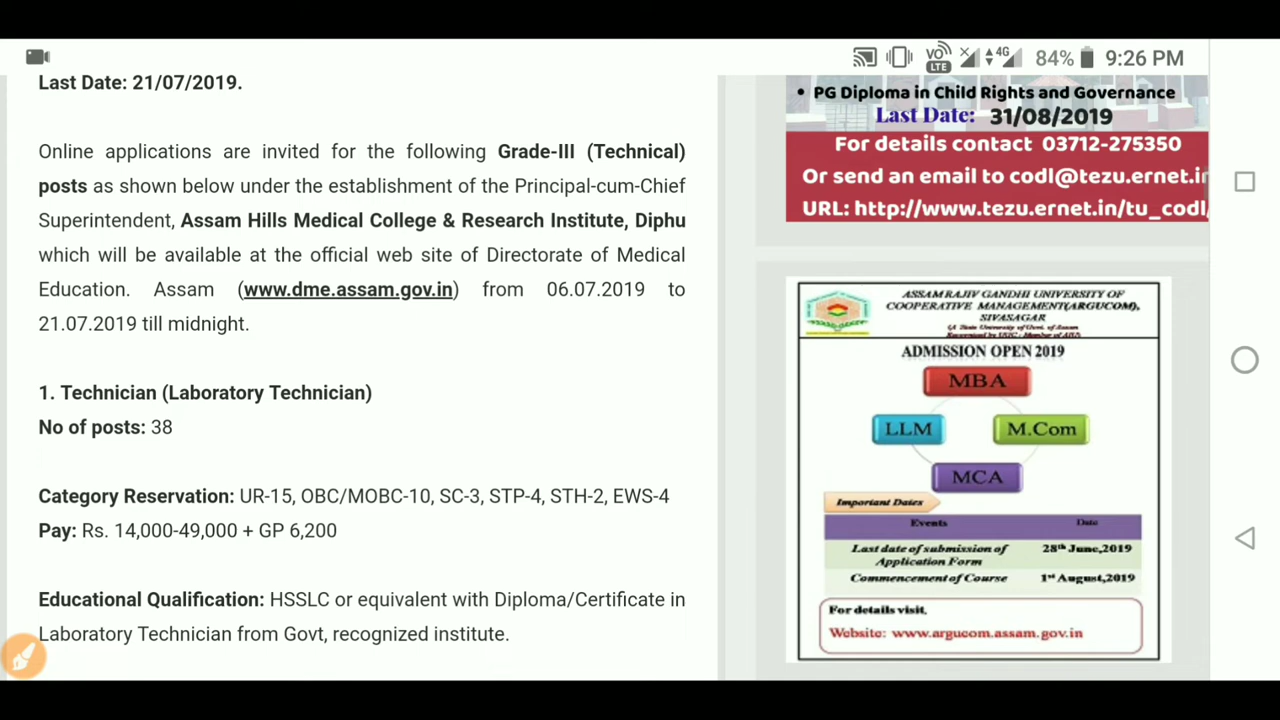 VO
LTE
4G
84%
9:26 PM
Last Date: 21/07/2019.
Online applications are invited for the following Grade-III (Technical)
posts as shown below under the establishment of the Principal-cum-Chief
Superintendent, Assam Hills Medical College & Research Institute, Diphu
which will be available at the official web site of Directorate of Medical
Education. Assam (www.dme.assam.gov.in) from 06.07.2019 to
21.07.2019 till midnight.
1. Technician (Laboratory Technician)
No of posts: 38
Category Reservation: UR-15, OBC/MOBC-10, SC-3, STP-4, STH-2, EWS-4
Pay: Rs. 14,000-49,000 + GP 6,200
Educational Qualification: HSSLC or equivalent with Diploma/Certificate in
Laboratory Technician from Govt, recognized institute.
• PG Diploma in Child Rights and Governance
Last Date: 31/08/2019
For details contact 03712-275350
Or send an email to codl@tezu.ernet.in
URL: http://www.tezu.ernet.in/tu_codl/
ASSAM RAJIV GANDHI UNIVERSITY OF
COOPERATIVE MANAGEMENT(ARGUCOM),
SIVASAGAR
(A State University of Govt. of Assam
ADMISSION OPEN 2019
MBA
LLM
M.Com
MCA
Important Dates
Events Date
Last date of submission of Application Form 28th June,2019
Commencement of Course 1st August,2019
For details visit,
Website: www.argucom.assam.gov.in